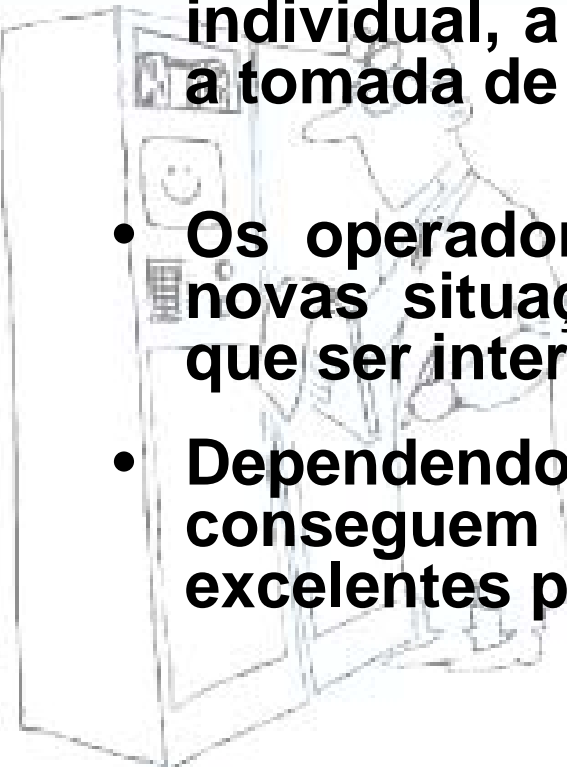 individual, a
a tomada de
• Os operador
novas situaç
que ser inter
• Dependendo
conseguem
excelentes p